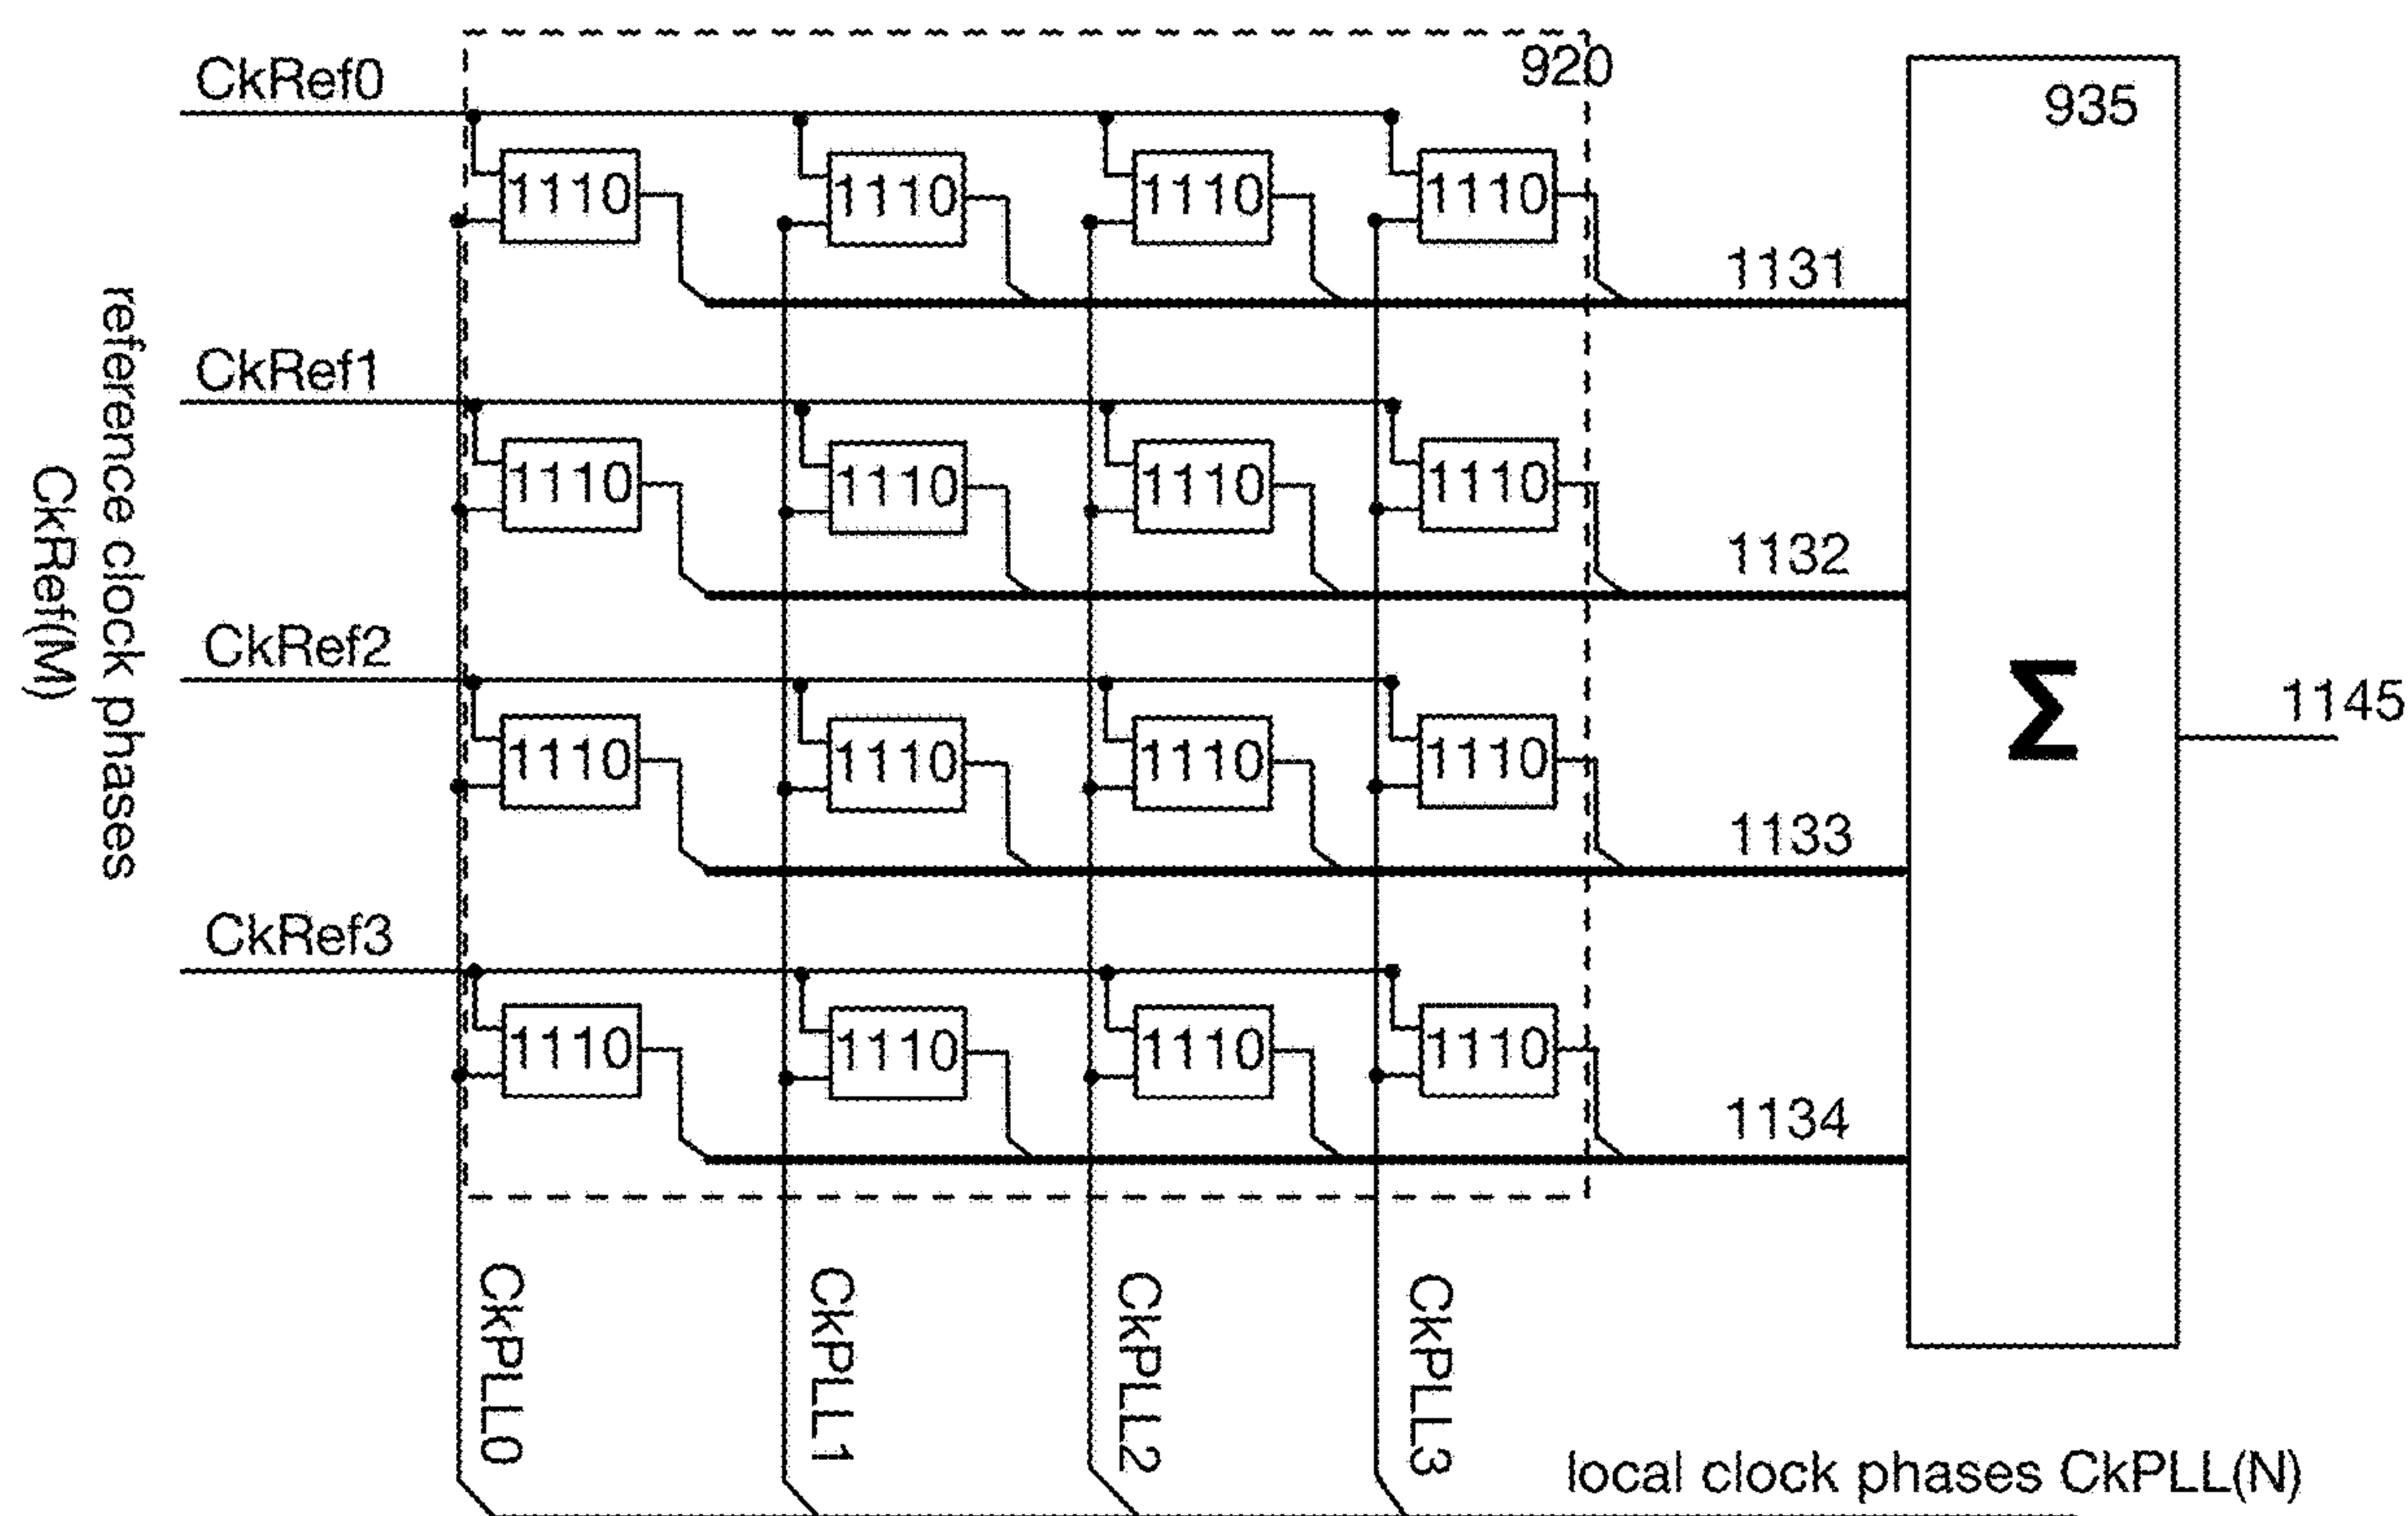 920
935
CkRef0
1110 1110 1110 1110
1131
CkRef1
1110 1110 1110 1110
1132
reference clock phases
CkRef(M)
CkRef2
1110 1110 1110 1110
1133
Σ
1145
CkRef3
1110 1110 1110 1110
1134
CkPLL0
CkPLL1
CkPLL2
CkPLL3
local clock phases CkPLL(N)